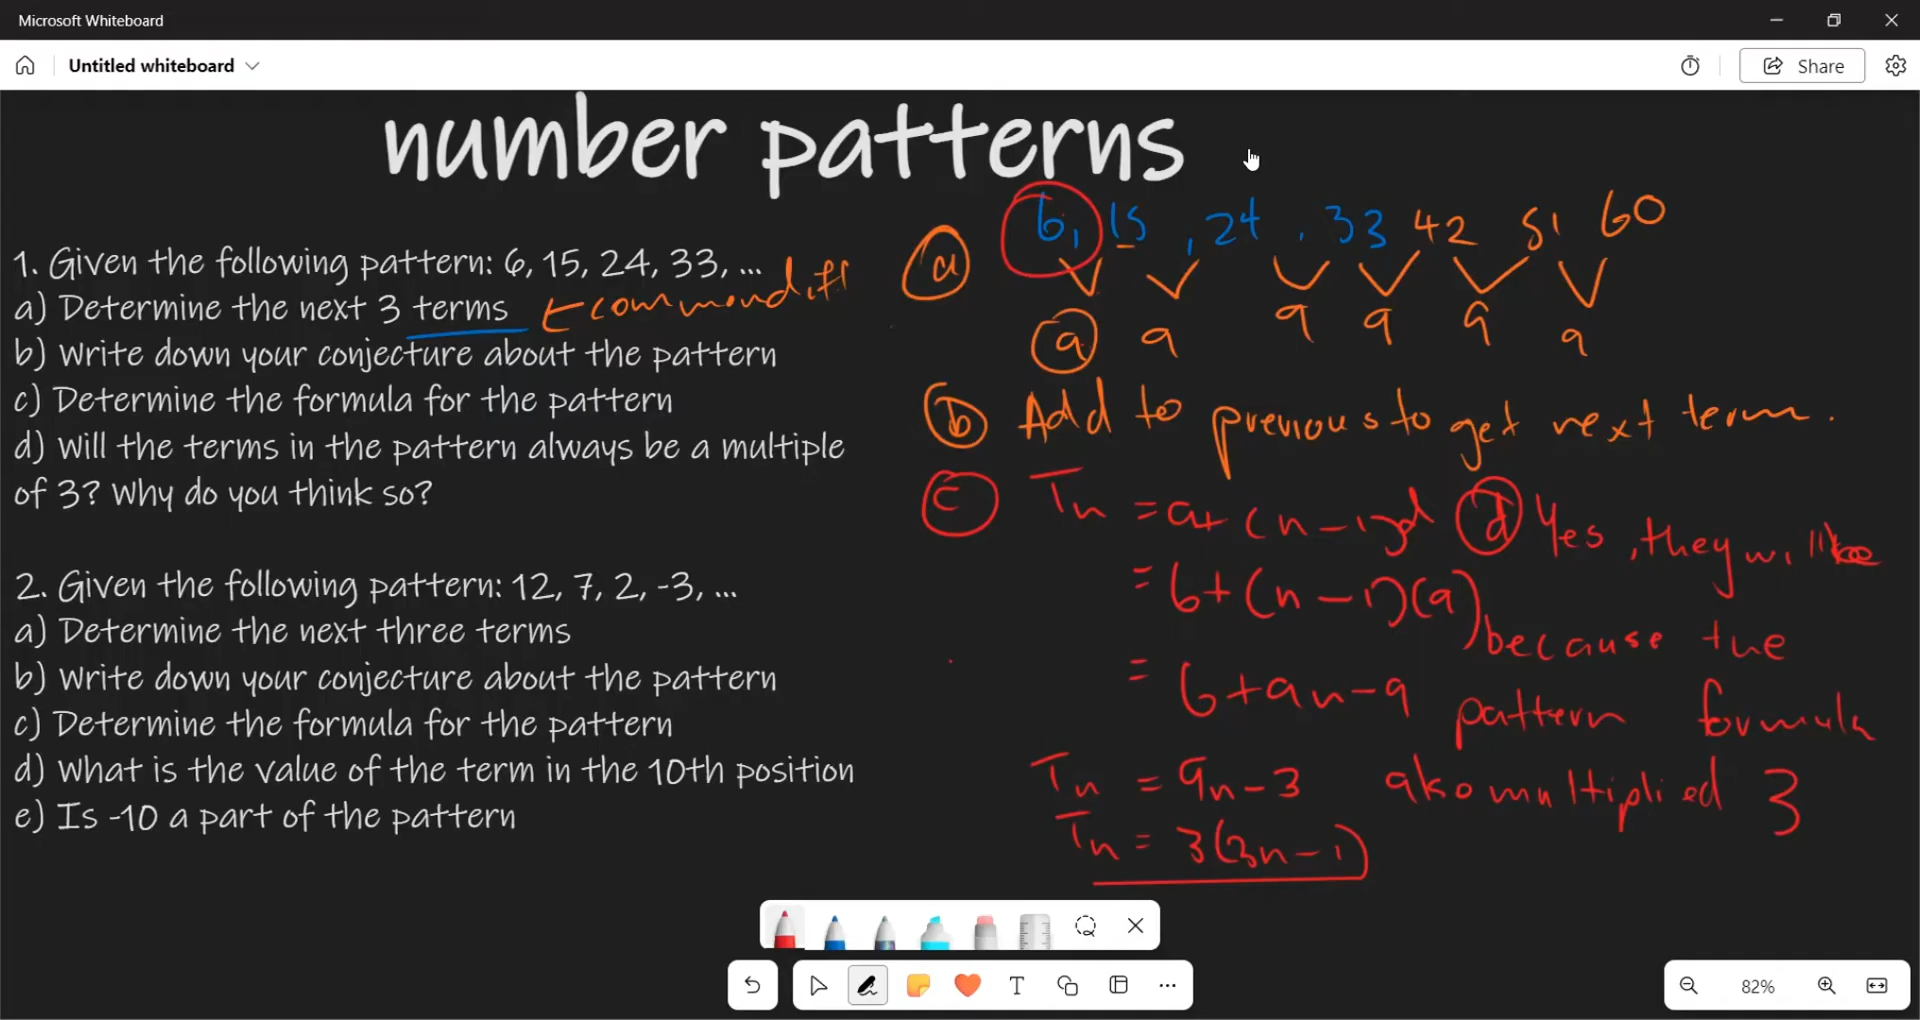 Microsoft Whiteboard
Untitled whiteboard
Share
number patterns
1. Given the following pattern: 6, 15, 24, 33, ...
a) Determine the next 3 terms ← common diff
b) Write down your conjecture about the pattern
c) Determine the formula for the pattern
d) Will the terms in the pattern always be a multiple
of 3? Why do you think so?
2. Given the following pattern: 12, 7, 2, -3, ...
a) Determine the next three terms
b) Write down your conjecture about the pattern
c) Determine the formula for the pattern
d) What is the value of the term in the 10th position
e) Is -10 a part of the pattern
a 6, 15, 24, 33 42 51 60
9 9 9 9 9 9
b Add to previous to get next term.
c Tn = a+(n-1)d
= 6+(n-1)(9)
= 6+9n-9
Tn = 9n-3
Tn = 3(3n-1)
d Yes, they will be
because the
pattern formula
also multiplied 3
82%